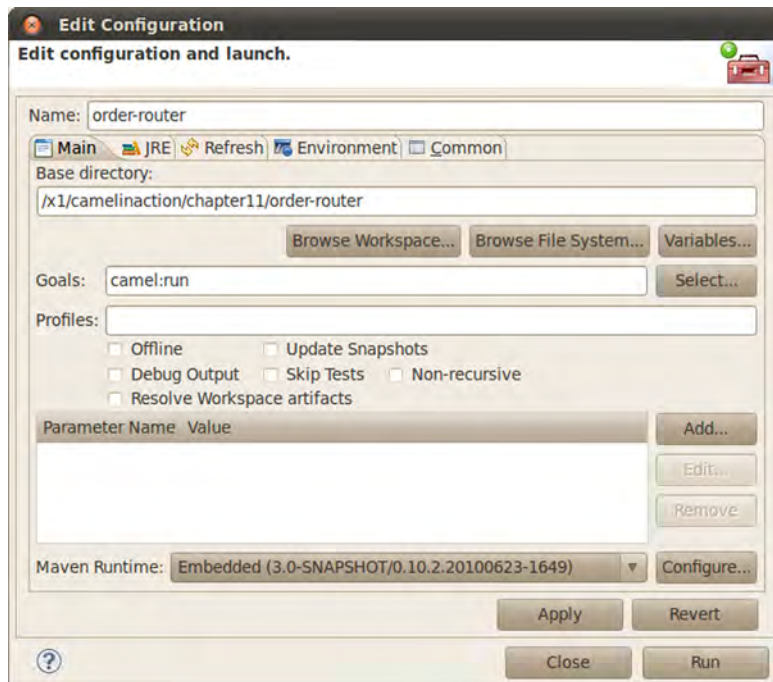 Edit Configuration
Edit configuration and launch.
Name: order-router
Main JRE Refresh Environment Common
Base directory:
/x1/camelinaction/chapter11/order-router
Browse Workspace... Browse File System... Variables...
Goals: camel:run Select...
Profiles:
Offline Update Snapshots
Debug Output Skip Tests Non-recursive
Resolve Workspace artifacts
Parameter Name Value Add...
Edit...
Remove
Maven Runtime: Embedded (3.0-SNAPSHOT/0.10.2.20100623-1649) Configure...
Apply Revert
? Close Run